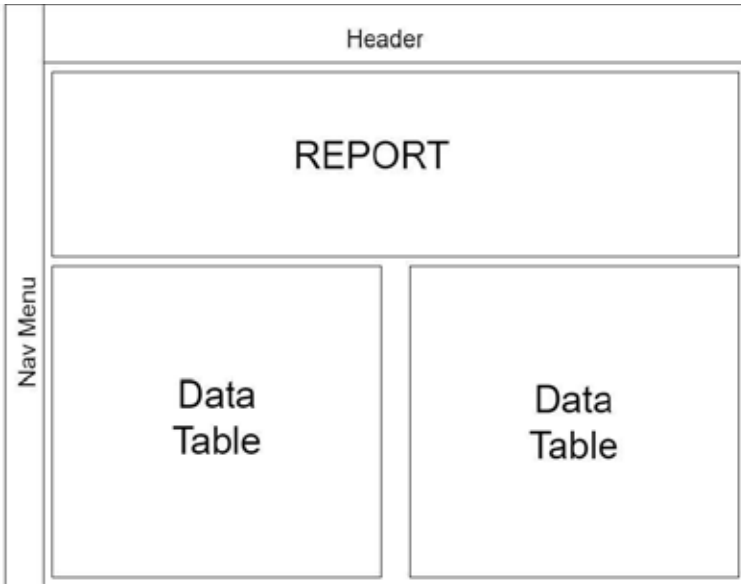 Header
REPORT
Nav Menu
Data
Table
Data
Table